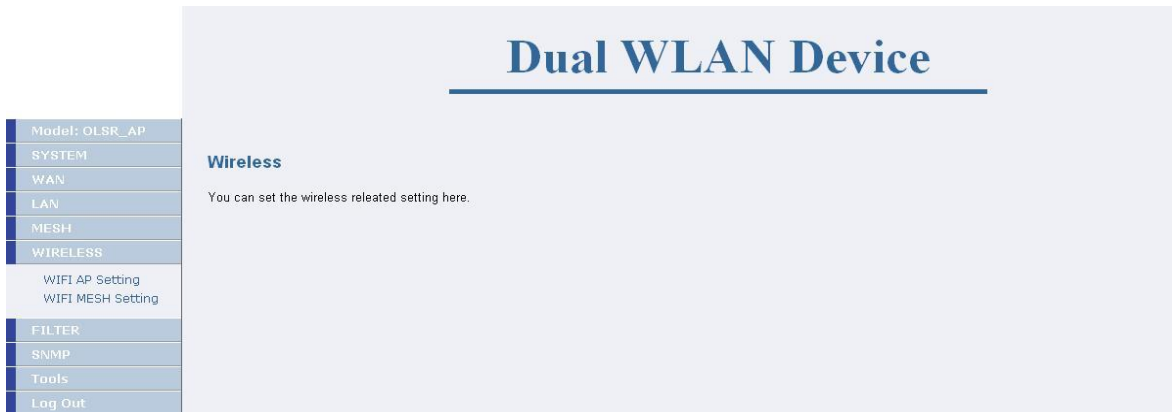 Dual WLAN Device
Model: OLSR_AP
SYSTEM
WAN
LAN
MESH
WIRELESS
WIFI AP Setting
WIFI MESH Setting
FILTER
SNMP
Tools
Log Out
Wireless
You can set the wireless releated setting here.